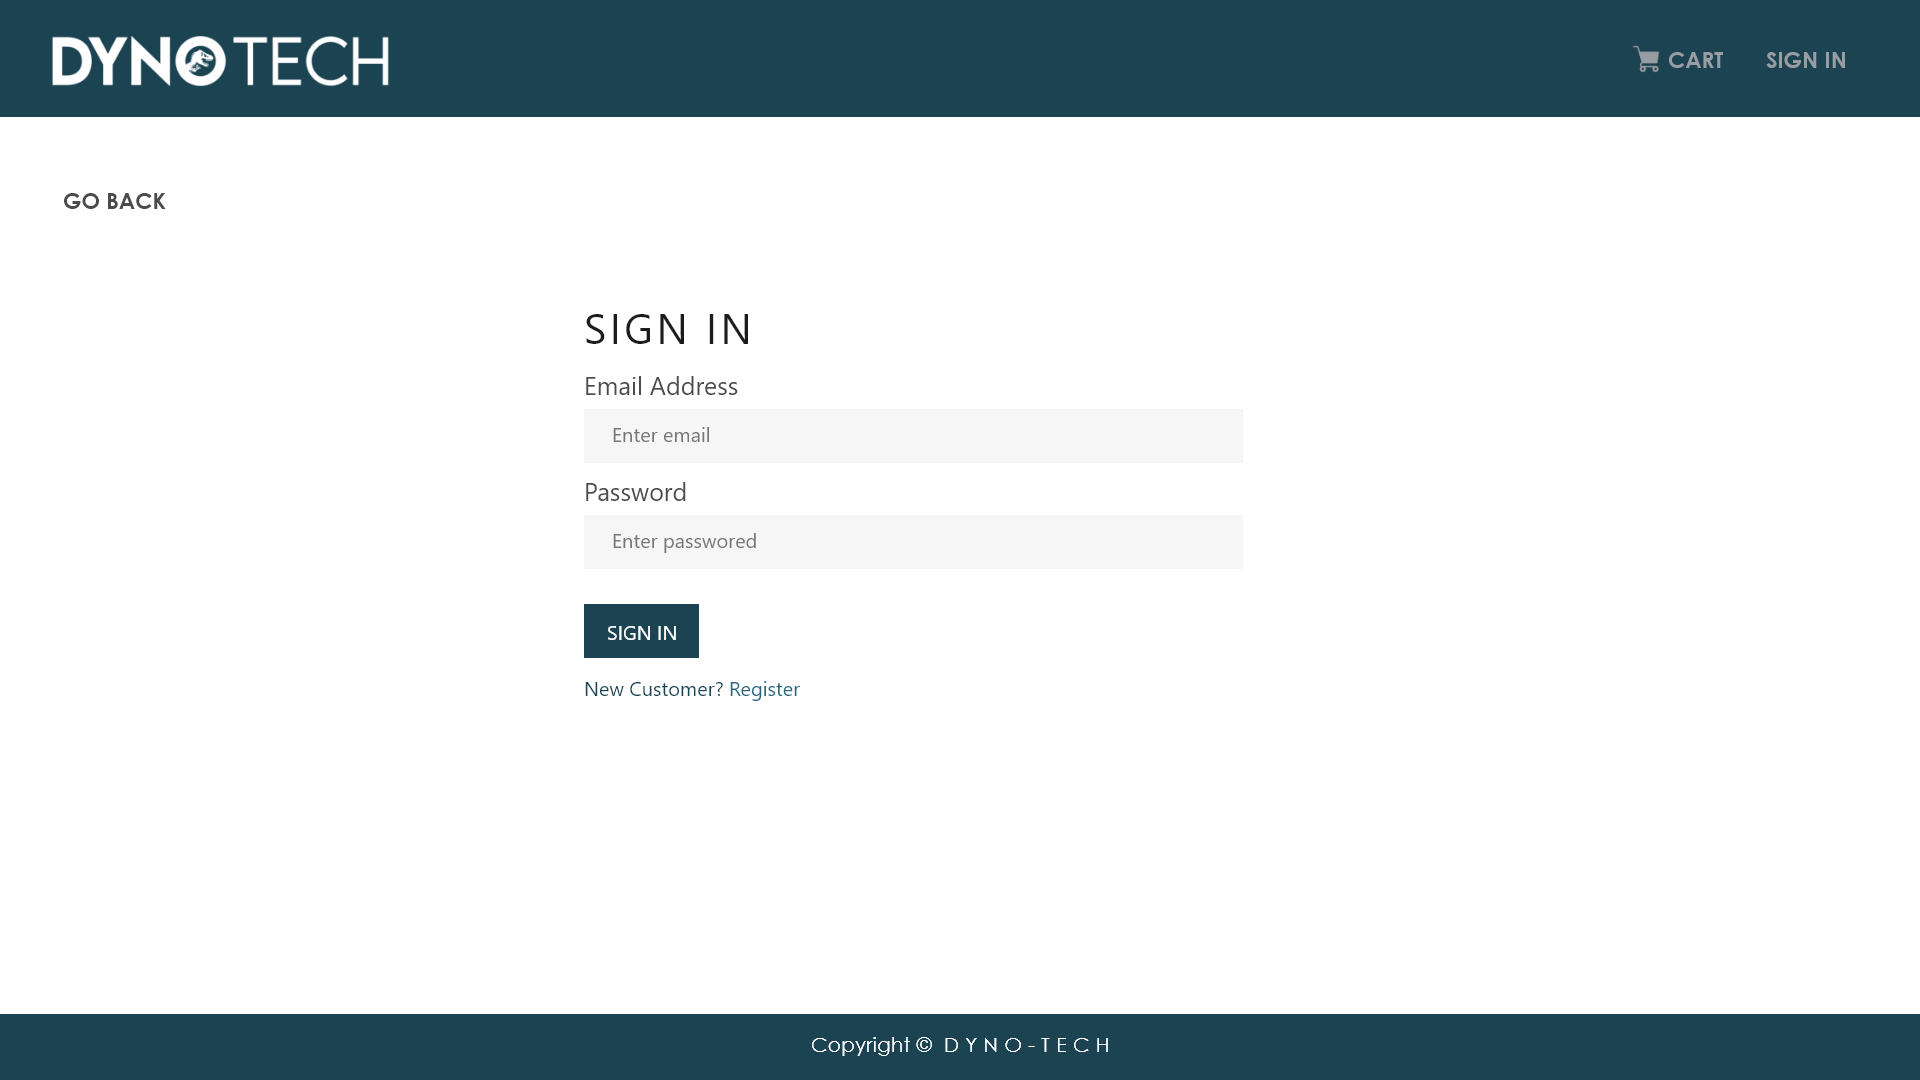 DYNOTECH
CART
SIGN IN
GO BACK
SIGN IN
Email Address
Enter email
Password
Enter passwored
SIGN IN
New Customer? Register
Copyright © DYNO-TECH